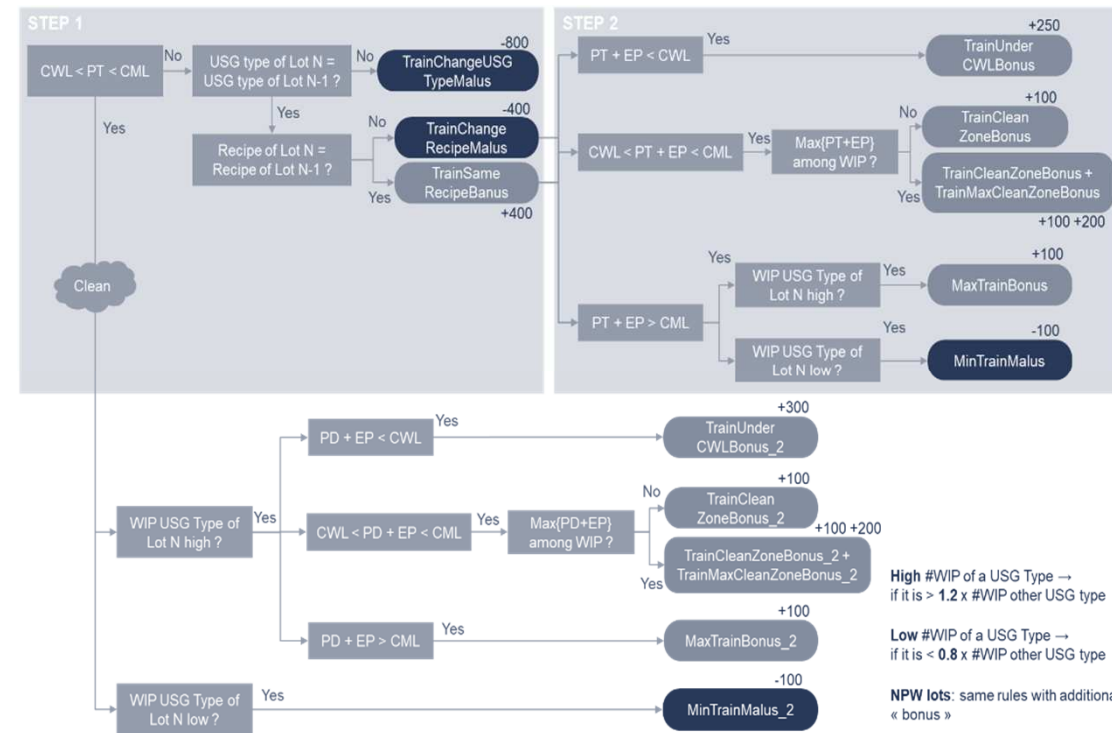 STEP 1
CWL < PT < CML
No
Yes
USG type of Lot N =
USG type of Lot N-1 ?
No
Yes
-800
TrainChangeUSG
TypeMalus
Recipe of Lot N =
Recipe of Lot N-1 ?
No
Yes
-400
TrainChange
RecipeMalus
TrainSame
RecipeBanus
+400
Clean
STEP 2
PT + EP < CWL
Yes
+250
TrainUnder
CWLBonus
CWL < PT + EP < CML
Yes
Max{PT+EP}
among WIP ?
No
Yes
+100
TrainClean
ZoneBonus
TrainCleanZoneBonus +
TrainMaxCleanZoneBonus
+100 +200
PT + EP > CML
Yes
WIP USG Type of
Lot N high ?
Yes
+100
MaxTrainBonus
WIP USG Type of
Lot N low ?
Yes
-100
MinTrainMalus
WIP USG Type of
Lot N high ?
Yes
PD + EP < CWL
Yes
+300
TrainUnder
CWLBonus_2
CWL < PD + EP < CML
Yes
Max{PD+EP}
among WIP ?
No
Yes
+100
TrainClean
ZoneBonus_2
+100 +200
TrainCleanZoneBonus_2 +
TrainMaxCleanZoneBonus_2
PD + EP > CML
Yes
+100
MaxTrainBonus_2
WIP USG Type of
Lot N low ?
Yes
-100
MinTrainMalus_2
High #WIP of a USG Type →
if it is > 1.2 x #WIP other USG type
Low #WIP of a USG Type →
if it is < 0.8 x #WIP other USG type
NPW lots: same rules with additiona
« bonus »